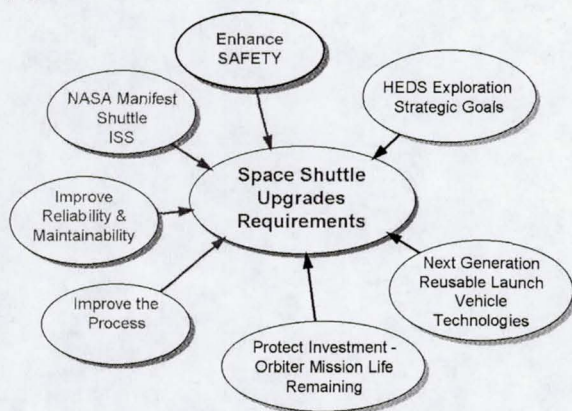 Enhance
SAFETY
HEDS Exploration
Strategic Goals
NASA Manifest
Shuttle
ISS
Space Shuttle
Upgrades
Requirements
Improve
Reliability &
Maintainability
Next Generation
Reusable Launch
Vehicle
Technologies
Improve the
Process
Protect Investment -
Orbiter Mission Life
Remaining